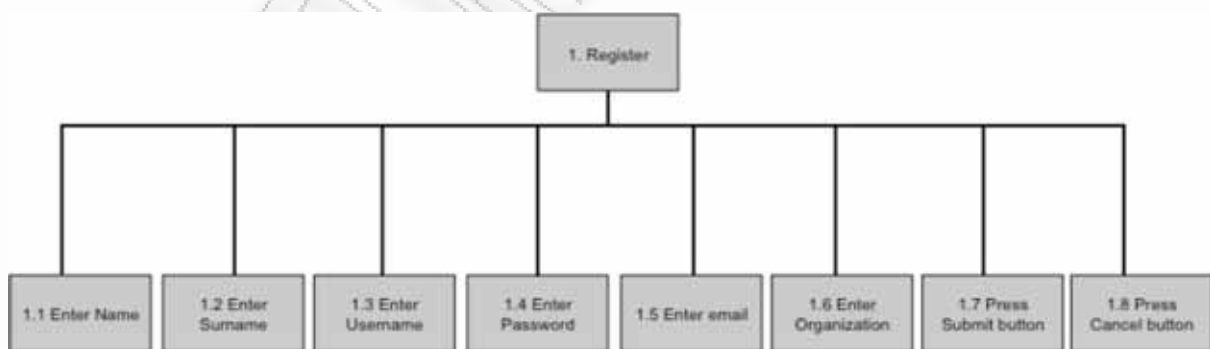 1. Register
1.1 Enter Name
1.2 Enter
Surname
1.3 Enter
Username
1.4 Enter
Password
1.5 Enter email
1.6 Enter
Organization
1.7 Press
Submit button
1.8 Press
Cancel button